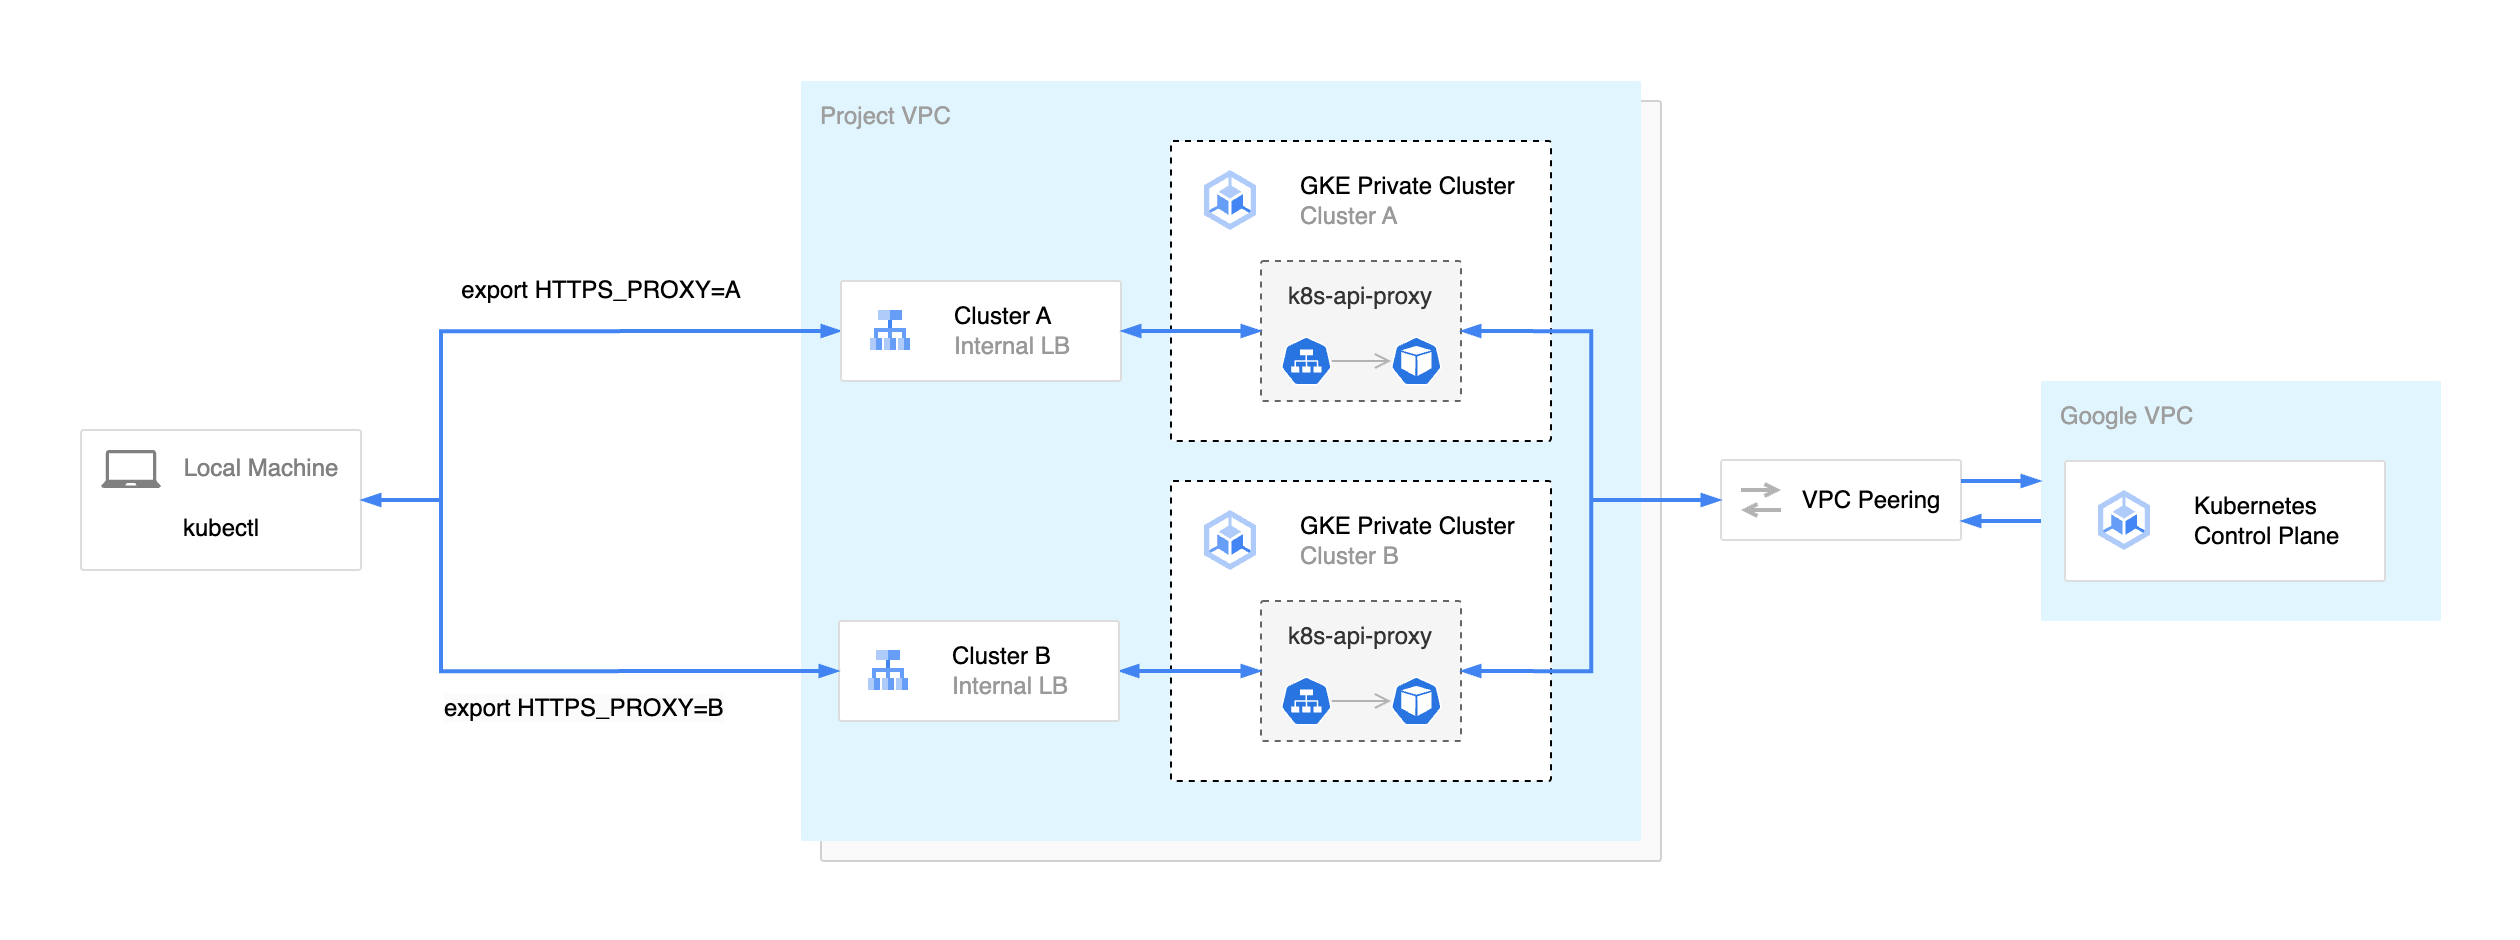 Project VPC
GKE Private Cluster
Cluster A
export HTTPS_PROXY=A
k8s-api-proxy
Cluster A
Internal LB
Google VPC
Local Machine
kubectl
VPC Peering
Kubernetes
Control Plane
GKE Private Cluster
Cluster B
k8s-api-proxy
Cluster B
Internal LB
export HTTPS_PROXY=B